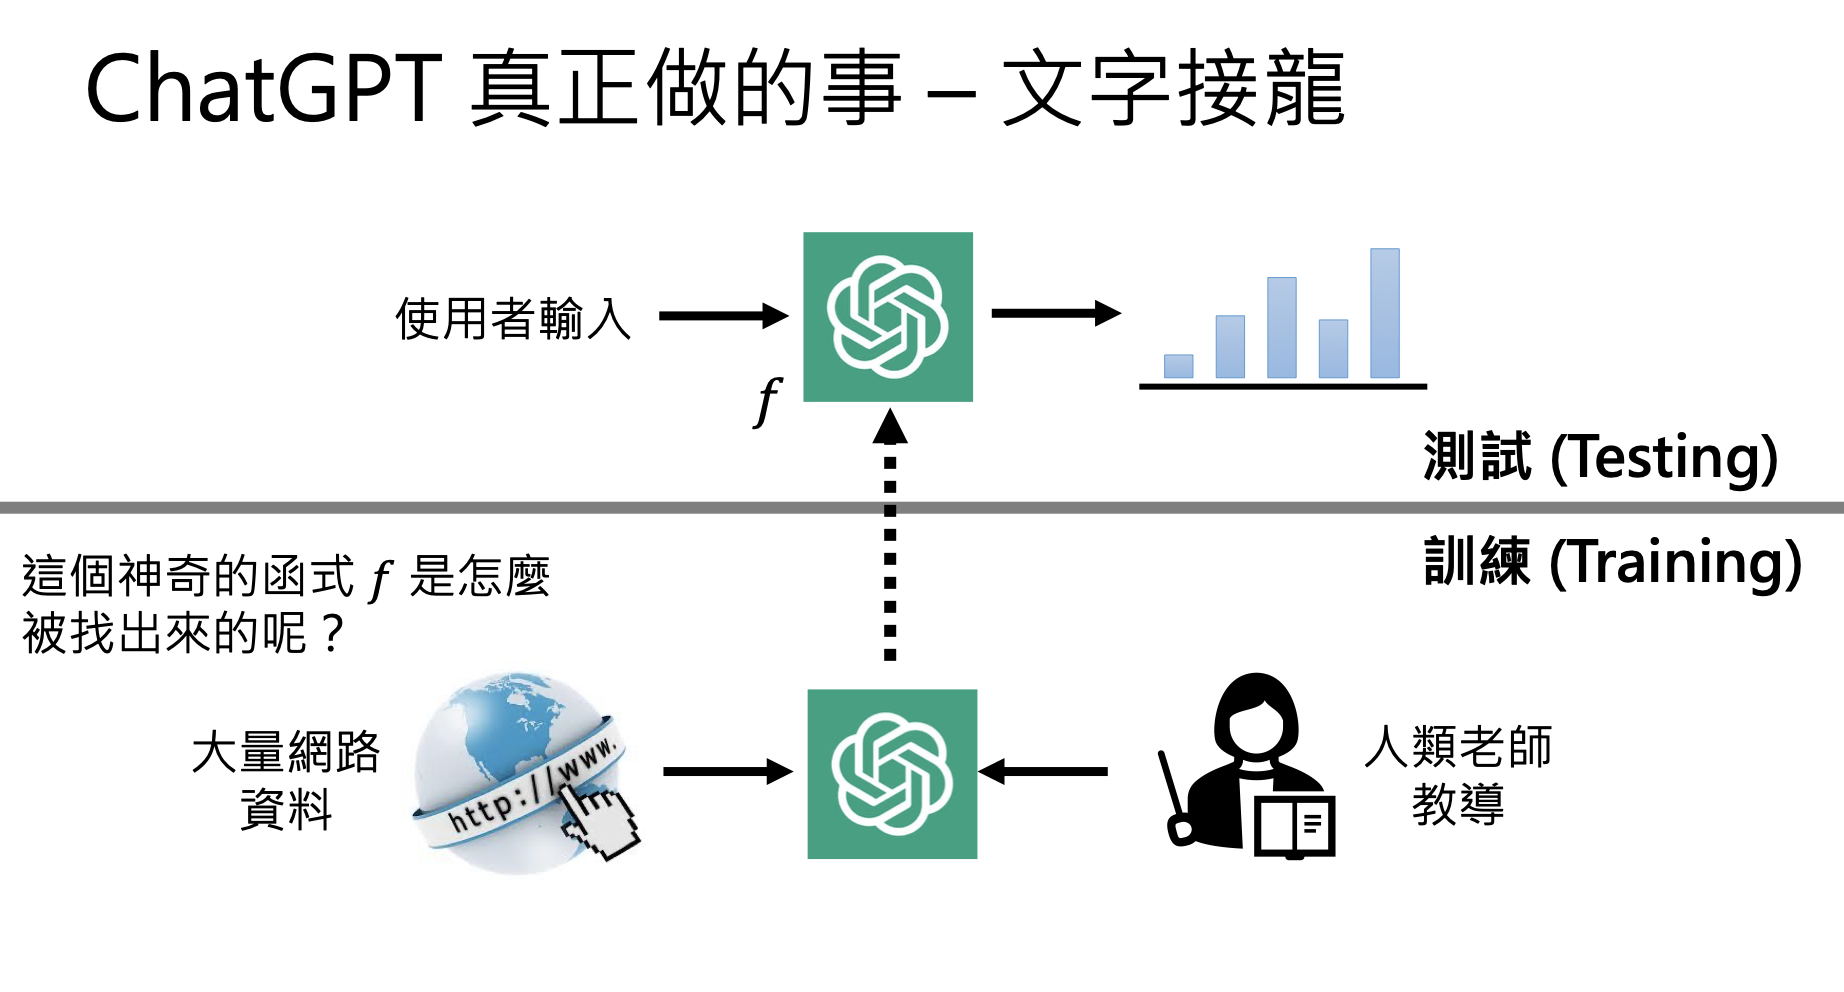 ChatGPT 真正做的事 – 文字接龍
使用者輸入
f
測試 (Testing)
訓練 (Training)
這個神奇的函式 f 是怎麼
被找出來的呢？
大量網路
資料
http://www.
人類老師
教導